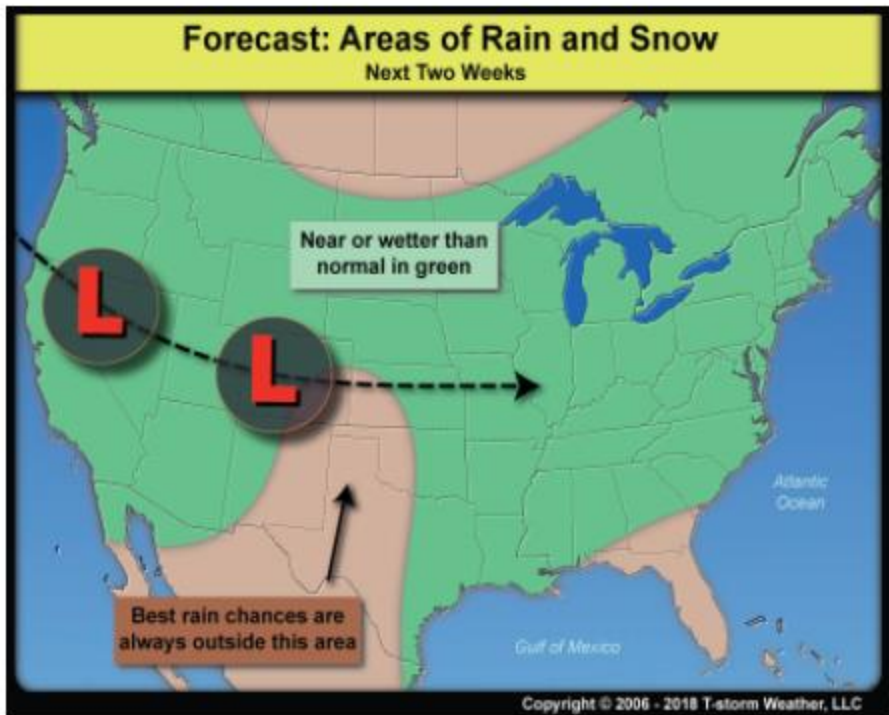 Forecast: Areas of Rain and Snow
Next Two Weeks
Near or wetter than
normal in green
L
L
Atlantic
Ocean
Best rain chances are
always outside this area
Gulf of Mexico
Copyright © 2006 - 2018 T-storm Weather, LLC